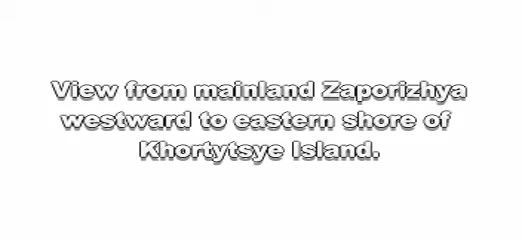 View from mainland Zaporizhya
westward to eastern shore of
Khortytsye Island.